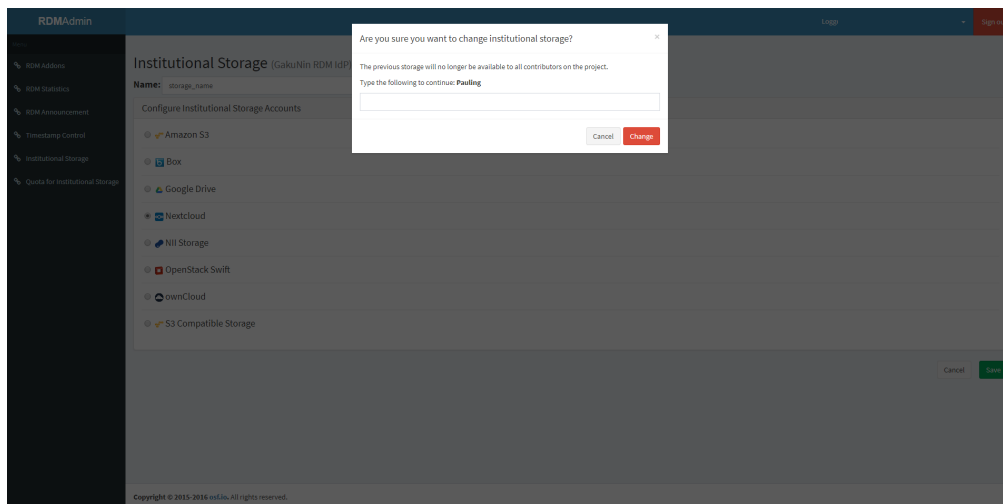 RDMAdmin
Sign
Menu
RDM Addons
RDM Statistics
RDM Announcement
Timestamp Control
Institutional Storage
Quota for Institutional Storage
Are you sure you want to change institutional storage?
×
The previous storage will no longer be available to all contributors on the project.
Type the following to continue: Pauling
Cancel
Change
Institutional Storage (GakuNin RDM IdP)
Name: storage_name
Configure Institutional Storage Accounts
Amazon S3
Box
Google Drive
Nextcloud
NII Storage
OpenStack Swift
ownCloud
S3 Compatible Storage
Cancel
Save
Copyright © 2015-2016 osf.io. All rights reserved.